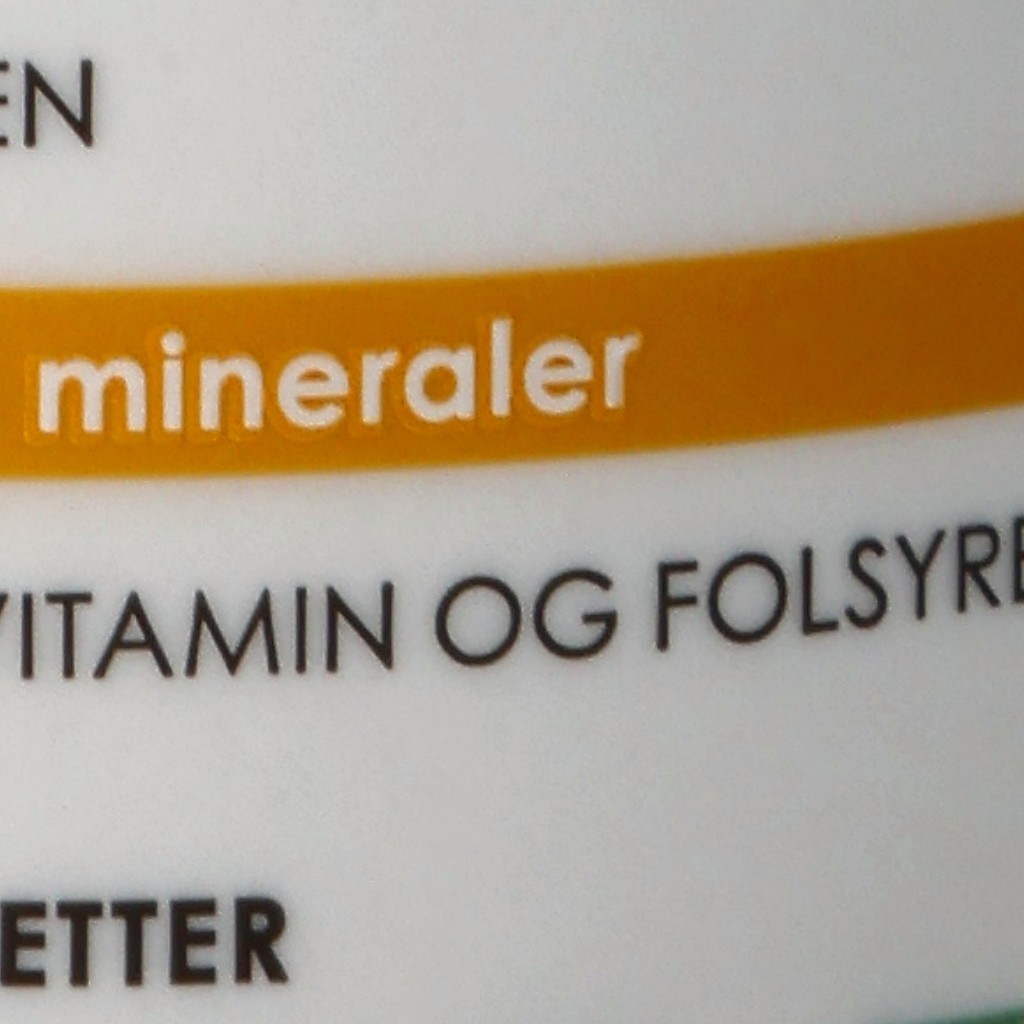 EN
mineraler
VITAMIN OG FOLSYRE
ETTER